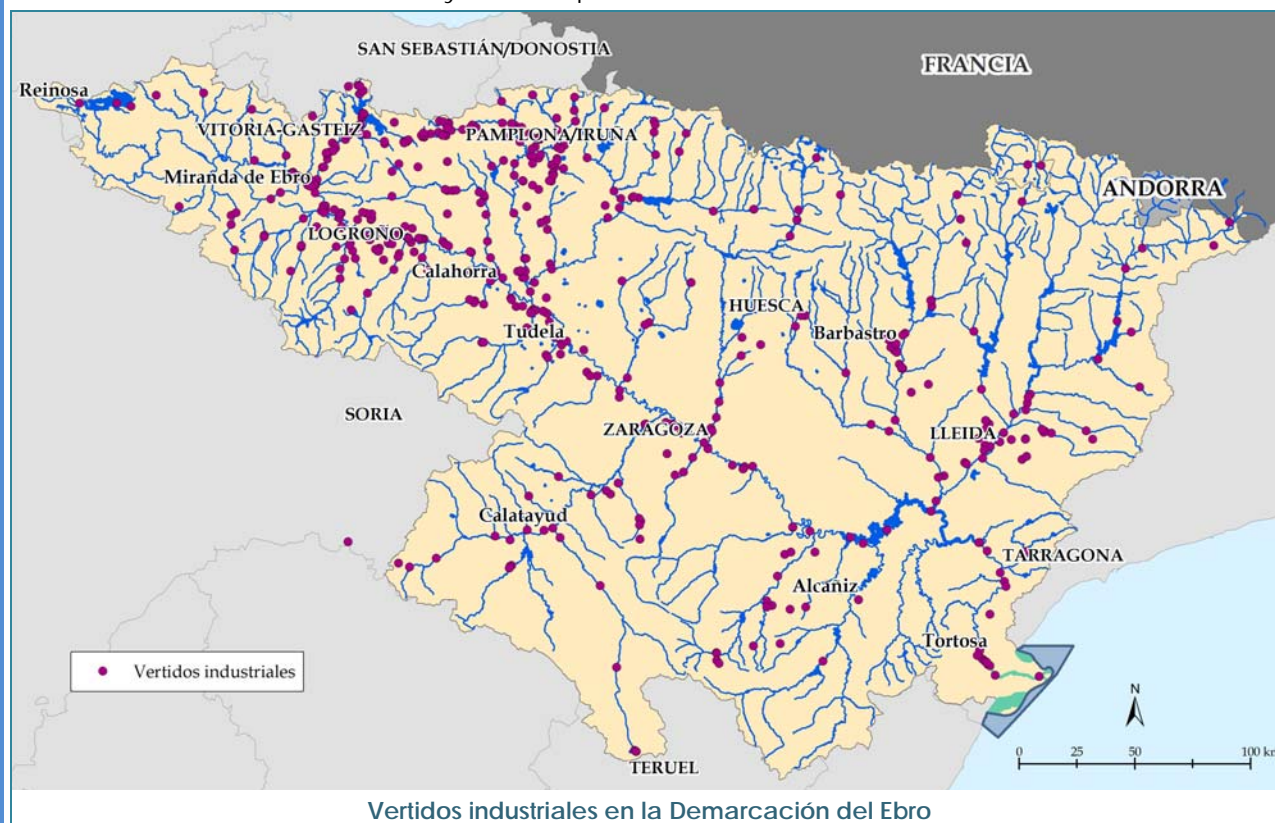 SAN SEBASTIÁN/DONOSTIA
FRANCIA
Reinosa
VITORIA-GASTEIZ
PAMPLONA/IRUÑA
Miranda de Ebro
ANDORRA
LOGROÑO
Calahorra
HUESCA
Tudela
Barbastro
SORIA
ZARAGOZA
LLEIDA
Calatayud
TARRAGONA
Alcañiz
Tortosa
Vertidos industriales
N
0 25 50 100 km
TERUEL
Vertidos industriales en la Demarcación del Ebro